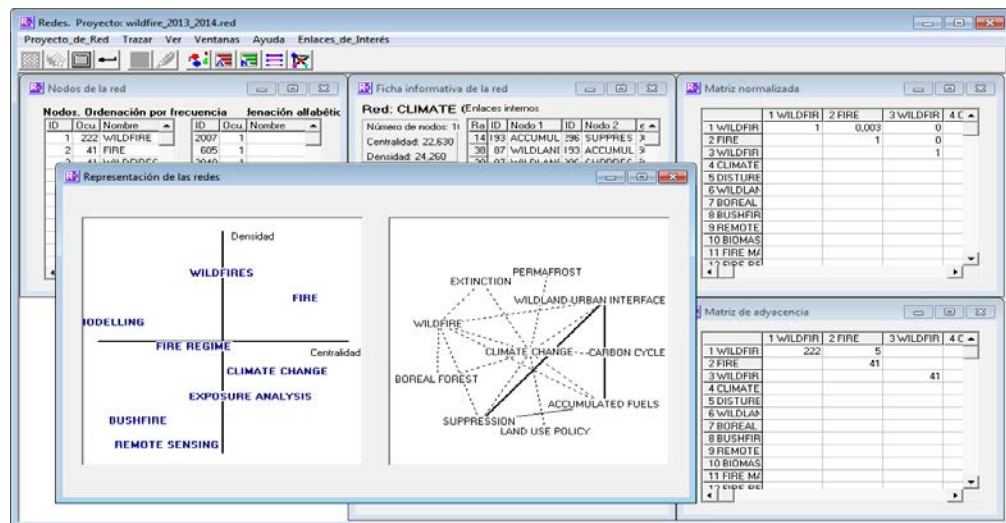 Redes. Proyecto: wildfire_2013_2014.red
Proyecto_de_Red Trazar Ver Ventanas Ayuda Enlaces_de_Interés
Nodos de la red
Nodos. Ordenación por frecuencia
denación alfabétic
ID Ocu. Nombre
1 222 WILDFIRE
2 41 FIRE
ID Ocu. Nombre
2007 1
605 1
Ficha informativa de la red
Red: CLIMATE (
Enlaces internos
Número de nodos: 1
Centralidad: 22,630
Densidad: 24,260
Ra ID Nodo 1 ID Nodo 2
14 193 ACCUMUL 296 SUPPRES
38 87 WILDLANI 193 ACCUMUL
Matriz normalizada
1 WILDFIR 2 FIRE 3 WILDFIR 4 C
1 WILDFIR 1 0,003 0
2 FIRE 1 0
3 WILDFIR 1
4 CLIMATE
5 DISTURE
6 WILDLAN
7 BOREAL
8 BUSHFIR
9 REMOTE
10 BIOMAS
11 FIRE MA
Representación de las redes
Densidad
WILDFIRES
FIRE
IODELLING
FIRE REGIME
Centralidad
CLIMATE CHANGE
EXPOSURE ANALYSIS
BUSHFIRE
REMOTE SENSING
PERMAFROST
EXTINCTION
WILDLAND-URBAN INTERFACE
WILDFIRE
CLIMATE CHANGE
CARBON CYCLE
BOREAL FOREST
ACCUMULATED FUELS
SUPPRESSION
LAND USE POLICY
Matriz de adyacencia
1 WILDFIR 2 FIRE 3 WILDFIR 4 C
1 WILDFIR 222 5
2 FIRE 41
3 WILDFIR 41
4 CLIMATE
5 DISTURE
6 WILDLAN
7 BOREAL
8 BUSHFIR
9 REMOTE
10 BIOMAS
11 FIRE MA